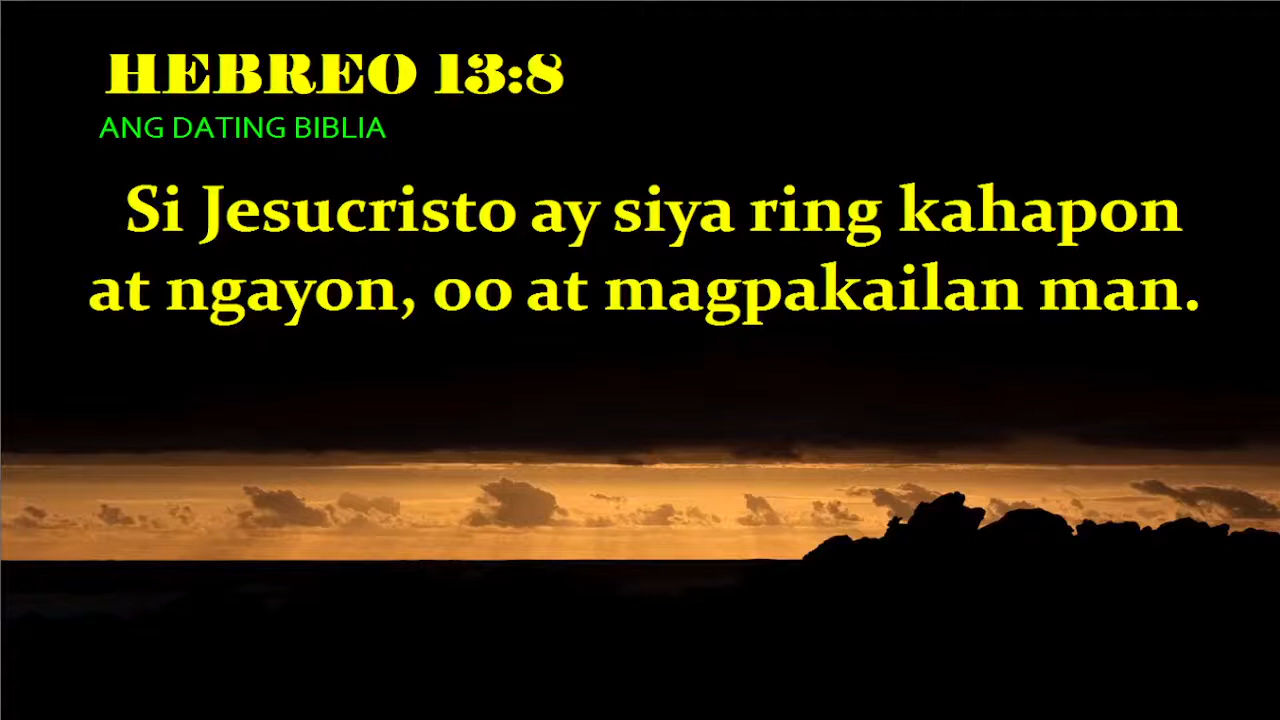 HEBREO 13:8
ANG DATING BIBLIA
Si Jesucristo ay siya ring kahapon
at ngayon, oo at magpakailan man.